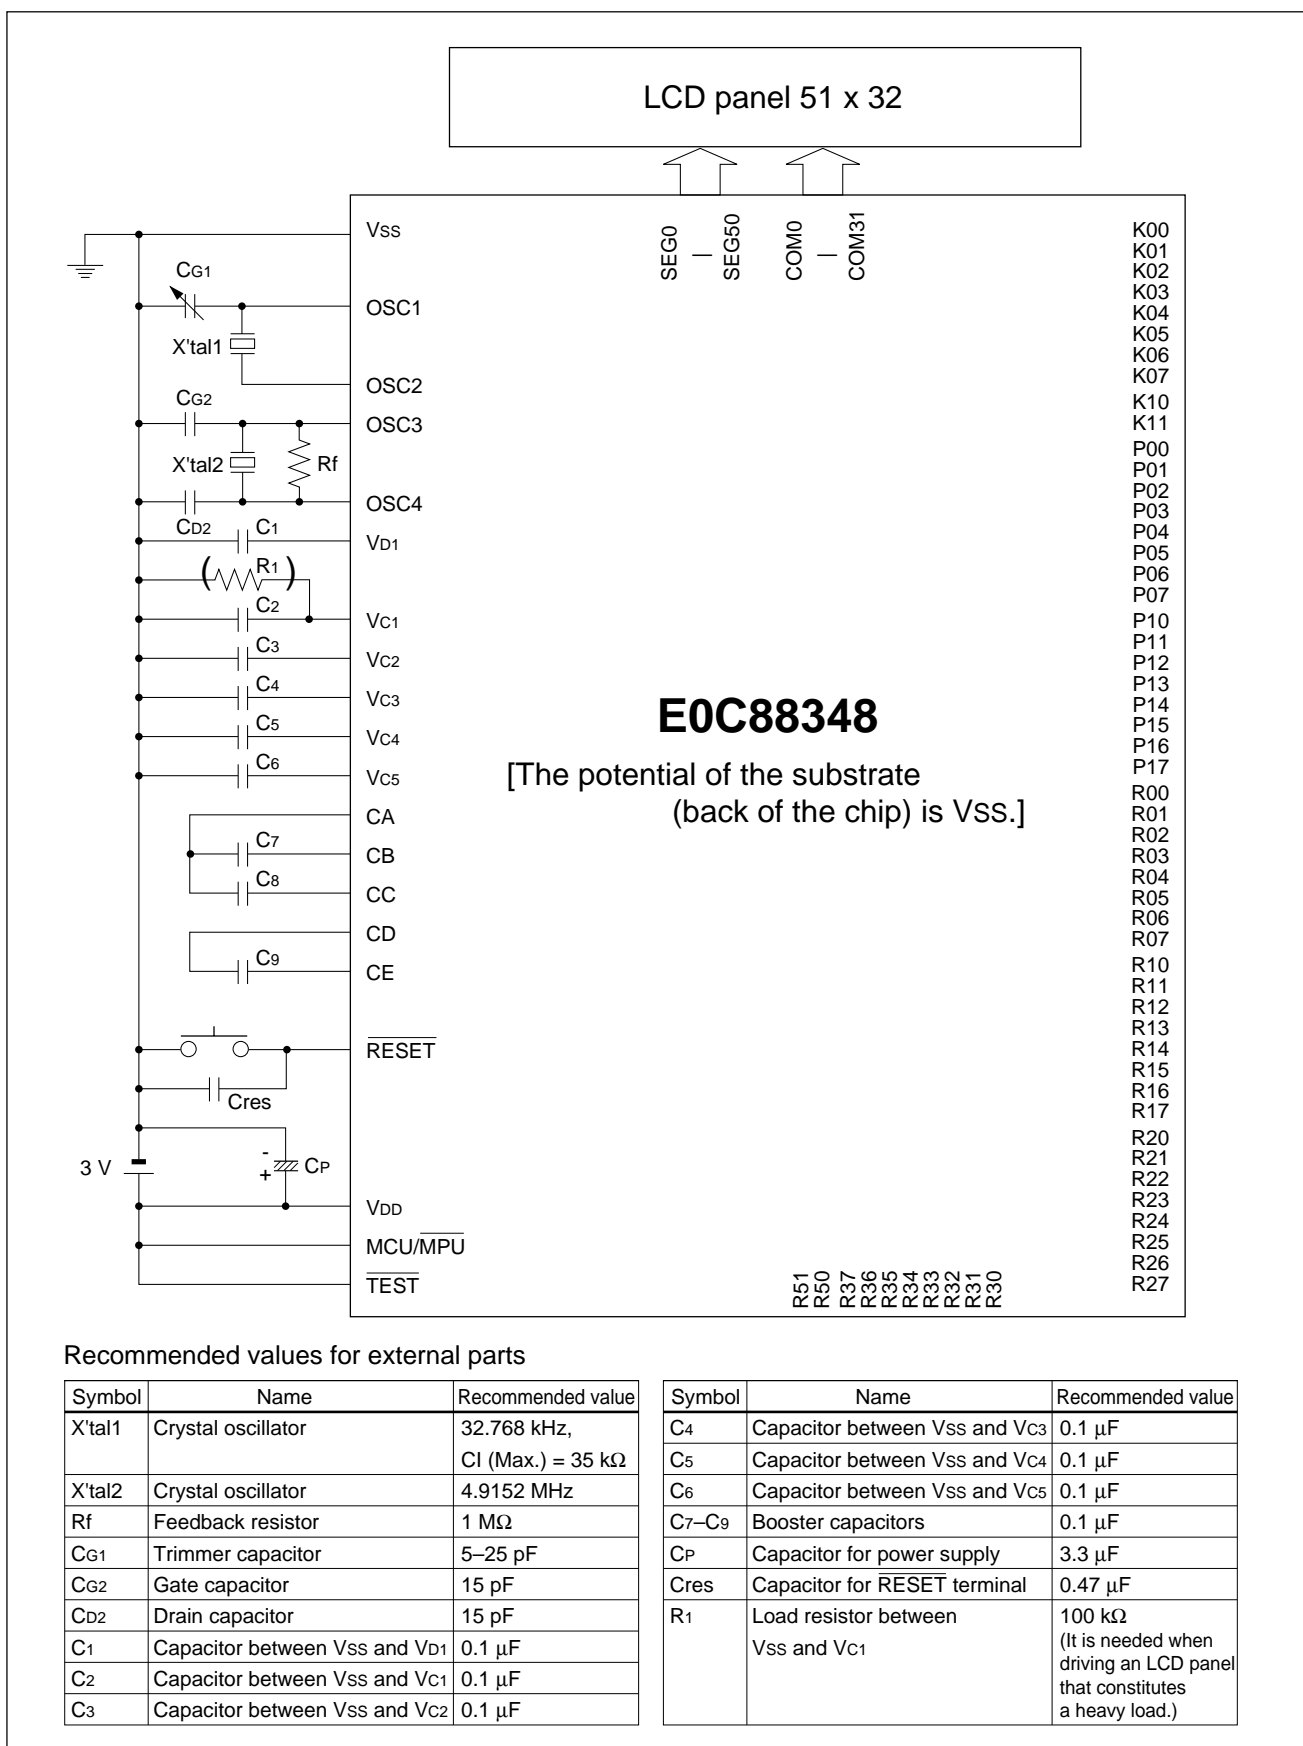 LCD panel 51 x 32
SEG0 | SEG50 COM0 | COM31
VSS
CG1
OSC1
X'tal1
OSC2
CG2
OSC3
X'tal2
Rf
OSC4
CD2
C1
VD1
( R1 )
C2
VC1
C3
VC2
C4
VC3
C5
VC4
C6
VC5
CA
C7
CB
C8
CC
CD
C9
CE
RESET
Cres
3 V
-
+
CP
VDD
MCU/MPU
TEST
E0C88348
[The potential of the substrate
(back of the chip) is VSS.]
K00
K01
K02
K03
K04
K05
K06
K07
K10
K11
P00
P01
P02
P03
P04
P05
P06
P07
P10
P11
P12
P13
P14
P15
P16
P17
R00
R01
R02
R03
R04
R05
R06
R07
R10
R11
R12
R13
R14
R15
R16
R17
R20
R21
R22
R23
R24
R25
R26
R27
R51 R50 R37 R36 R35 R34 R33 R32 R31 R30
Recommended values for external parts
Symbol Name Recommended value
X'tal1 Crystal oscillator 32.768 kHz,
CI (Max.) = 35 kΩ
X'tal2 Crystal oscillator 4.9152 MHz
Rf Feedback resistor 1 MΩ
CG1 Trimmer capacitor 5–25 pF
CG2 Gate capacitor 15 pF
CD2 Drain capacitor 15 pF
C1 Capacitor between VSS and VD1 0.1 µF
C2 Capacitor between VSS and VC1 0.1 µF
C3 Capacitor between VSS and VC2 0.1 µF
Symbol Name Recommended value
C4 Capacitor between VSS and VC3 0.1 µF
C5 Capacitor between VSS and VC4 0.1 µF
C6 Capacitor between VSS and VC5 0.1 µF
C7–C9 Booster capacitors 0.1 µF
CP Capacitor for power supply 3.3 µF
Cres Capacitor for RESET terminal 0.47 µF
R1 Load resistor between 100 kΩ
VSS and VC1 (It is needed when
driving an LCD panel
that constitutes
a heavy load.)